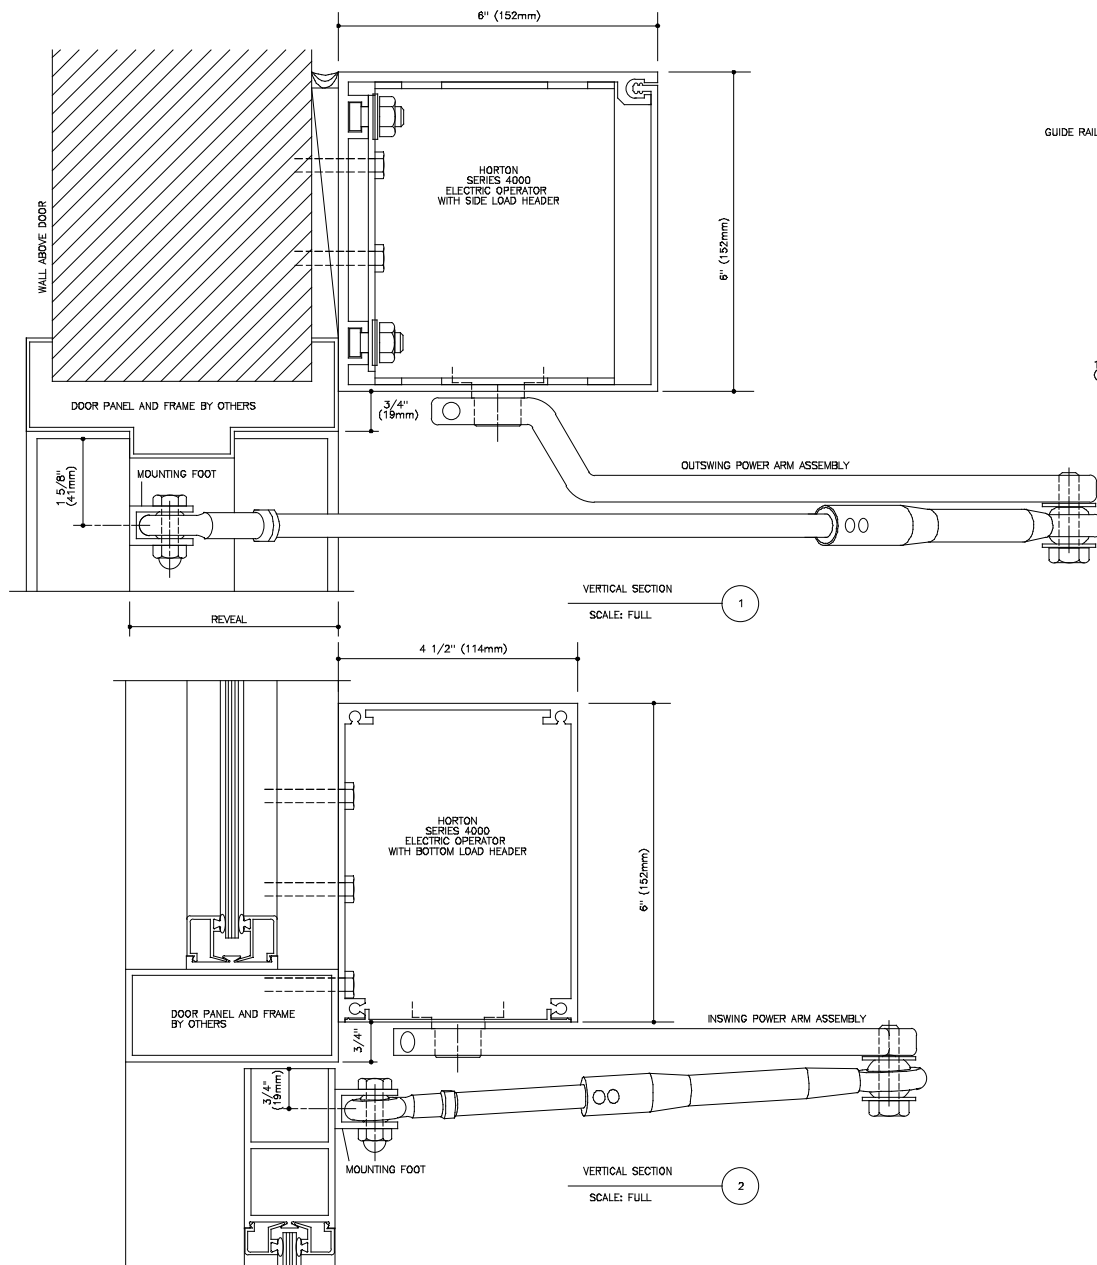 6" (152mm)
GUIDE RAIL
HORTON
SERIES 4000
ELECTRIC OPERATOR
WITH SIDE LOAD HEADER
WALL ABOVE DOOR
6" (152mm)
DOOR PANEL AND FRAME BY OTHERS
3/4"
(19mm)
OUTSWING POWER ARM ASSEMBLY
MOUNTING FOOT
1 5/8"
(41mm)
VERTICAL SECTION
1
SCALE: FULL
REVEAL
4 1/2" (114mm)
HORTON
SERIES 4000
ELECTRIC OPERATOR
WITH BOTTOM LOAD HEADER
6" (152mm)
DOOR PANEL AND FRAME
BY OTHERS
INSWING POWER ARM ASSEMBLY
3/4"
3/4"
(19mm)
MOUNTING FOOT
VERTICAL SECTION
2
SCALE: FULL